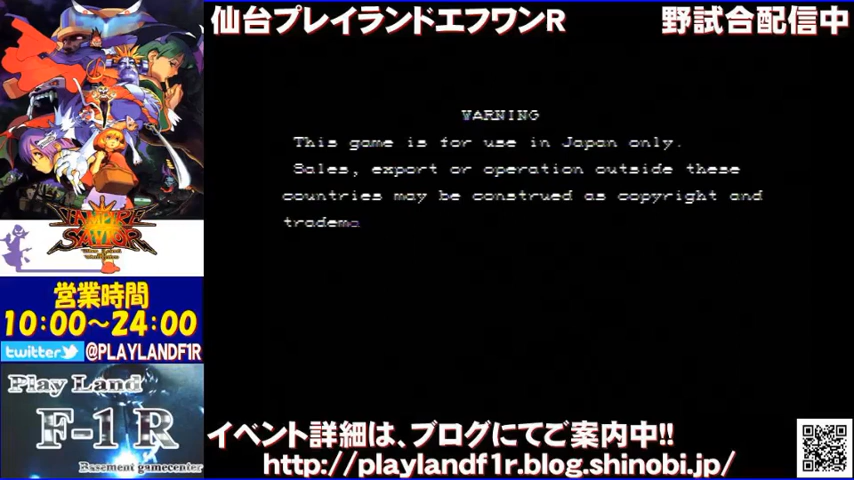 仙台プレイランドエフワンR
野試合配信中
WARNING
This game is for use in Japan only.
Sales, export or operation outside these
countries may be construed as copyright and
tradema
VAMPIRE
SAVIOR
営業時間
10:00～24:00
twitter @PLAYLANDF1R
Play Land
F-1 R
Basement gamecenter
イベント詳細は、ブログにてご案内中!!
http://playlandf1r.blog.shinobi.jp/